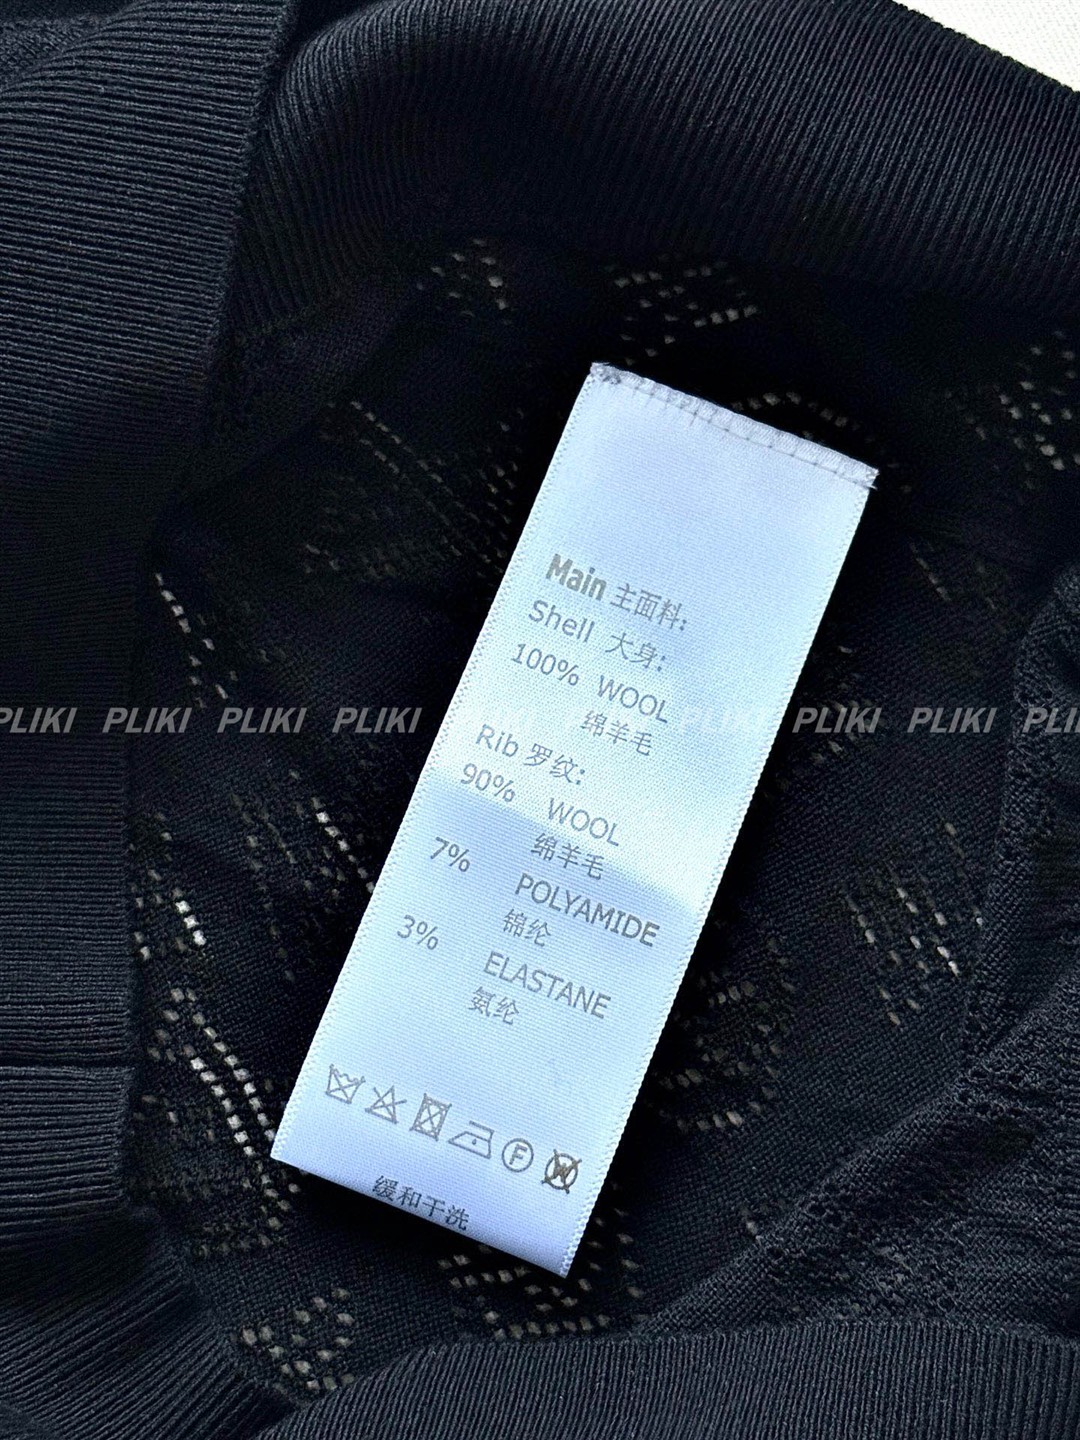 Main 主面料:
Shell 大身:
100% WOOL
绵羊毛
Rib 罗纹:
90% WOOL
绵羊毛
7% POLYAMIDE
锦纶
3% ELASTANE
氨纶
F W
缓和干洗
PLIKI PLIKI PLIKI PLIKI PLIKI PLIKI PLIKI PLIKI PLIKI